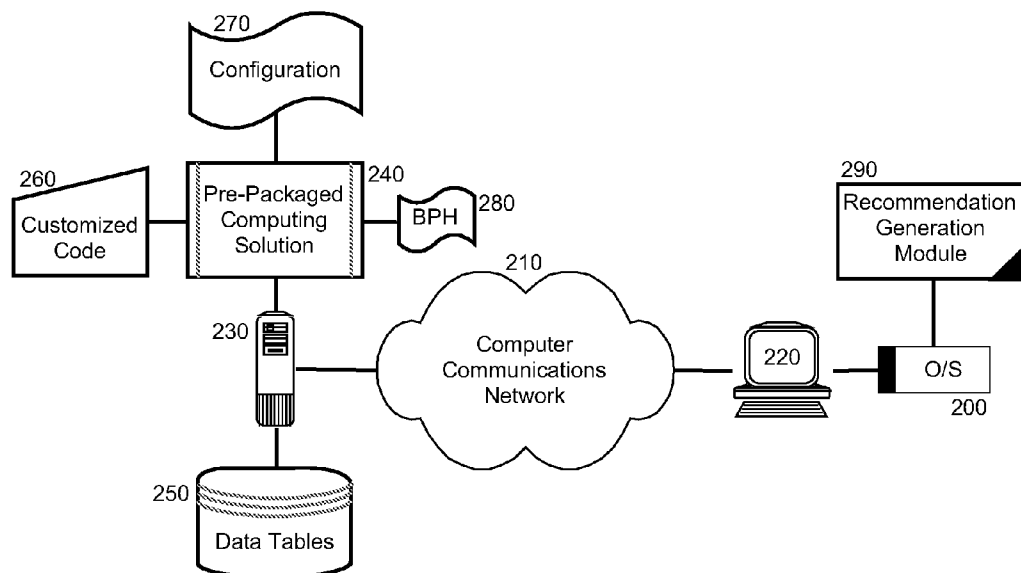 270
Configuration
260
Customized
Code
Pre-Packaged
Computing
Solution
240
BPH
280
290
Recommendation
Generation
Module
210
230
Computer
Communications
Network
220
O/S
200
250
Data Tables